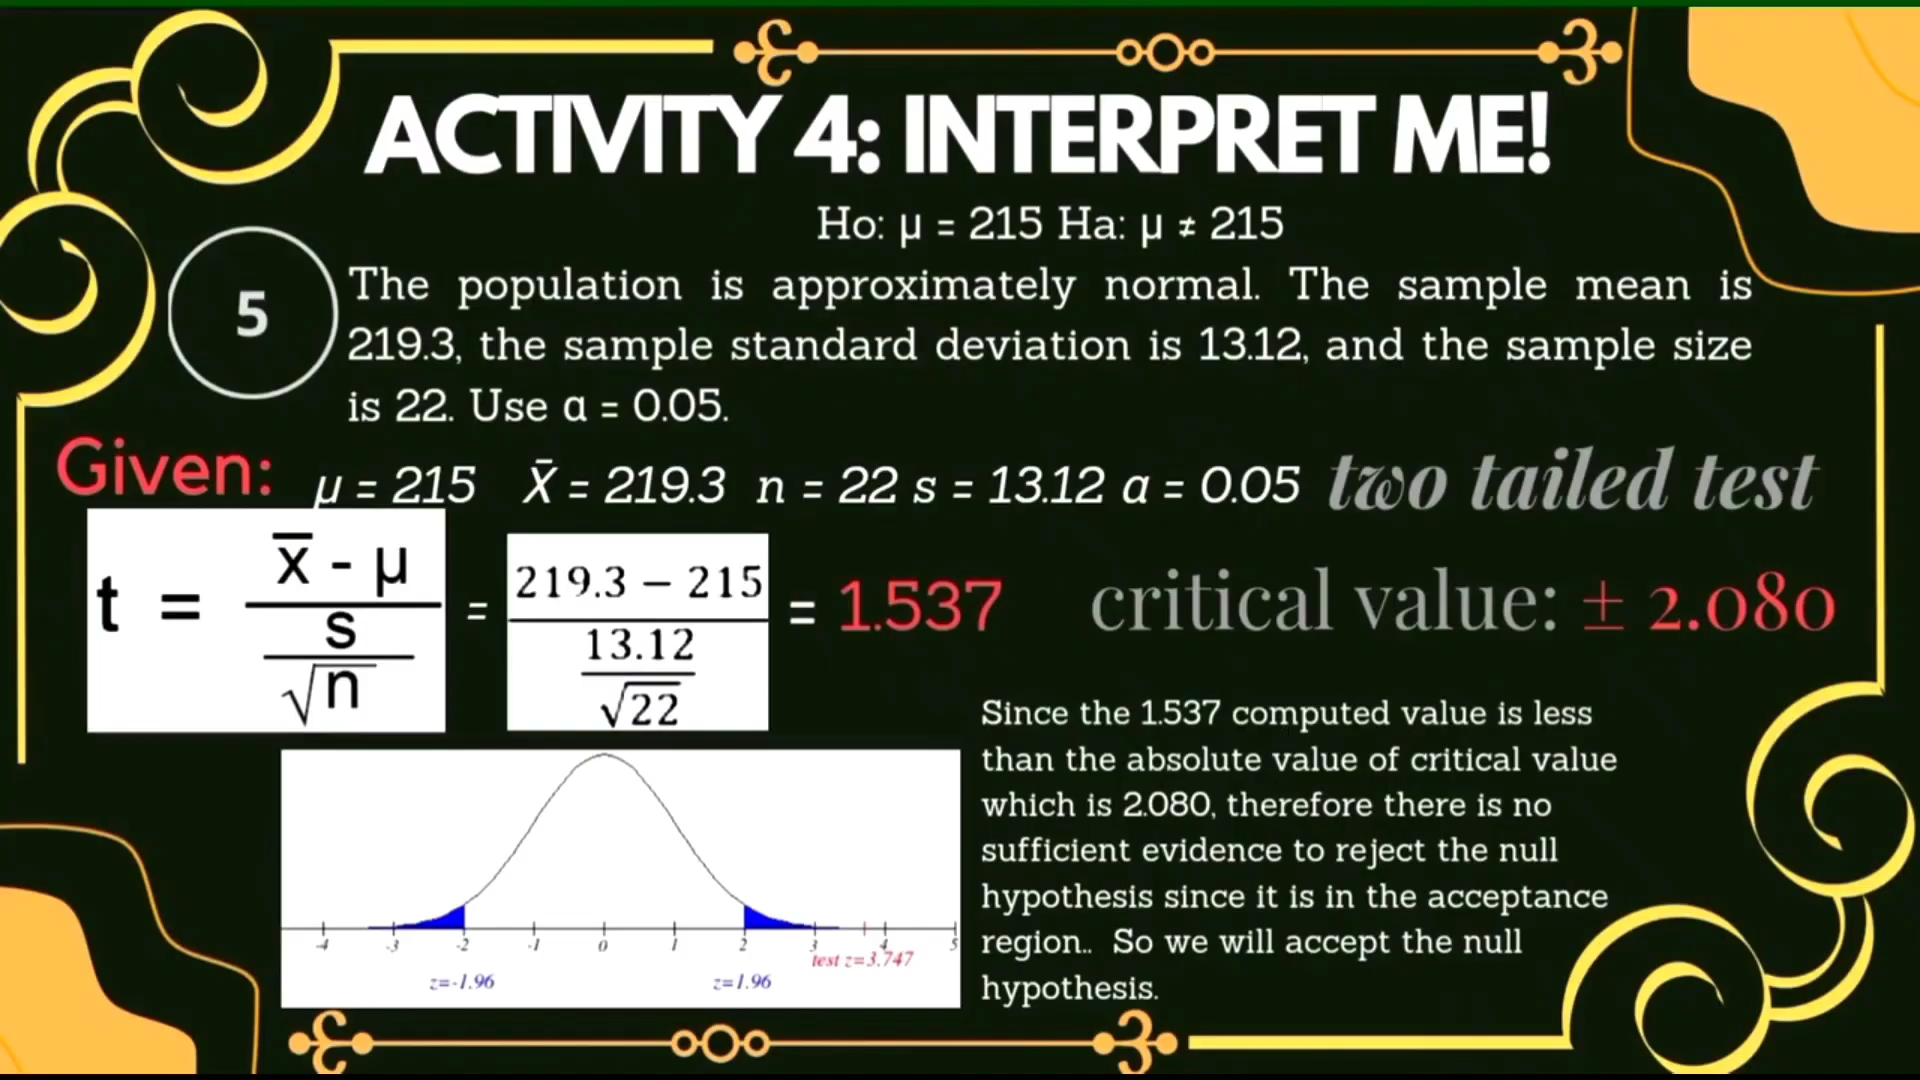 ACTIVITY 4: INTERPRET ME!
Ho: μ = 215 Ha: μ ≠ 215
5
The population is approximately normal. The sample mean is
219.3, the sample standard deviation is 13.12, and the sample size
is 22. Use α = 0.05.
Given: μ = 215 X̄ = 219.3 n = 22 s = 13.12 α = 0.05 two tailed test
t = x̄ - μ
s
√n
= 219.3 − 215
13.12
√22
= 1.537 critical value: ± 2.080
Since the 1.537 computed value is less
than the absolute value of critical value
which is 2.080, therefore there is no
sufficient evidence to reject the null
hypothesis since it is in the acceptance
region.. So we will accept the null
hypothesis.
-4 -3 -2 -1 0 1 2 3 4 5
test z=3.747
z=-1.96 z=1.96